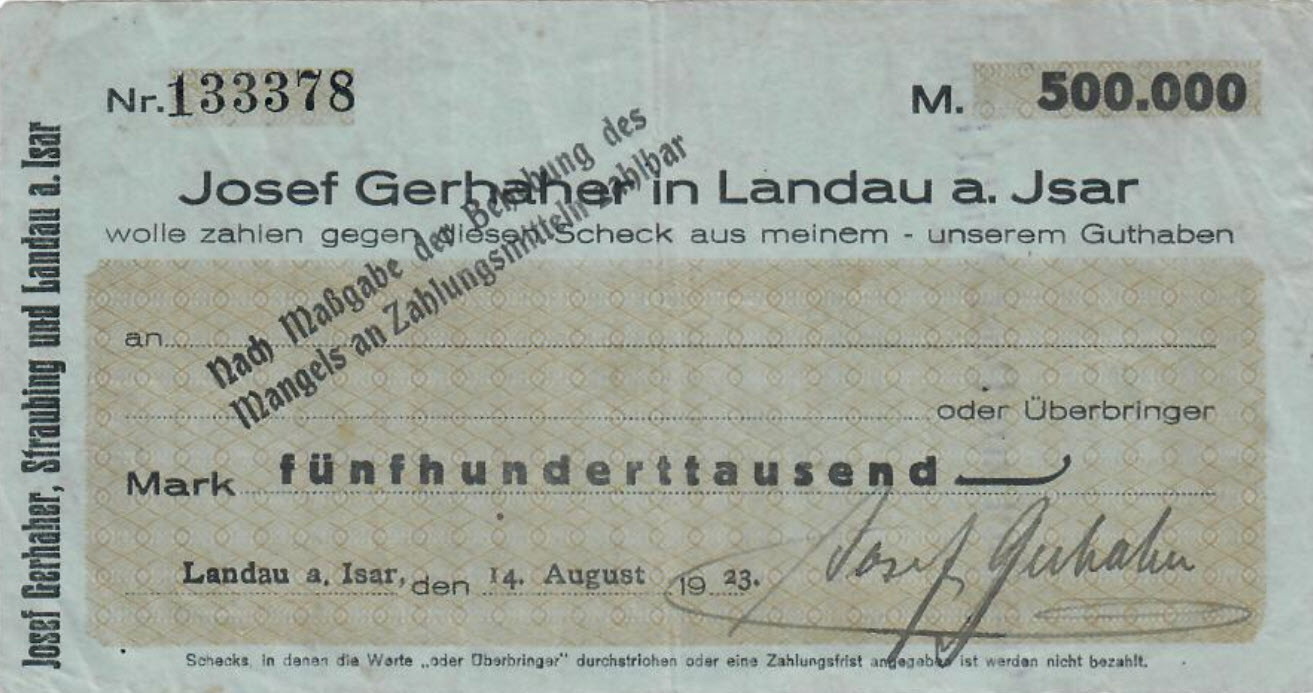 Nr. 133378
M. 500.000
Josef Gerhaher in Landau a. Jsar
wolle zahlen gegen diesen Scheck aus meinem - unserem Guthaben
Nach Maßgabe der Behebung des
Mangels an Zahlungsmitteln zahlbar
an
oder Überbringer
Mark fünfhunderttausend
Landau a. Isar, den 14. August 1923.
Josef Gerhaher
Schecks, in denen die Worte „oder Überbringer" durchstrichen oder eine Zahlungsfrist angegeben ist werden nicht bezahlt.
Josef Gerhaher, Straubing und Landau a. Isar